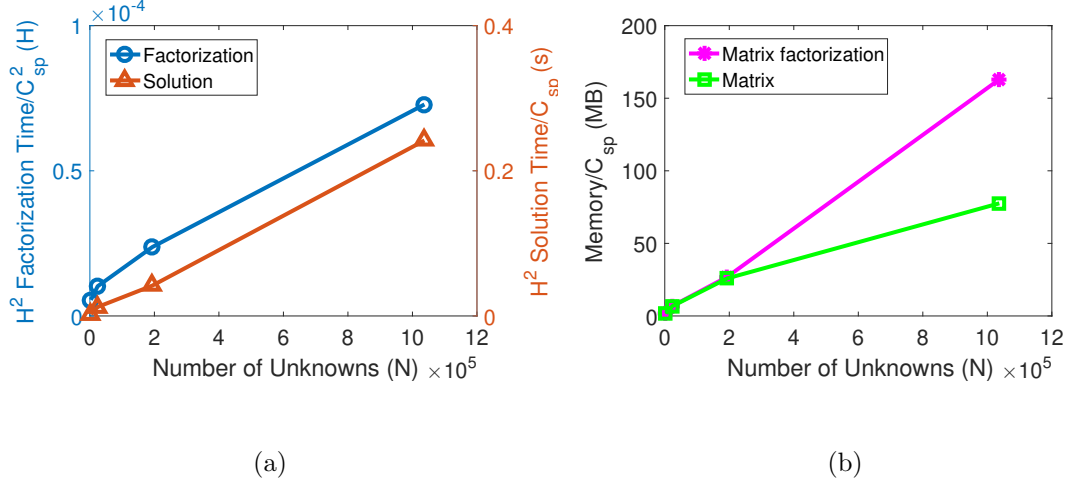 1 ×10⁻⁴
0.5
0
0.4
0.2
0
H² Factorization Time/C²sp (H)
Factorization
Solution
H² Solution Time/Csp (s)
0 2 4 6 8 10 12
Number of Unknowns (N) ×10⁵
(a)
200
150
100
50
0
Memory/Csp (MB)
Matrix factorization
Matrix
0 2 4 6 8 10 12
Number of Unknowns (N) ×10⁵
(b)